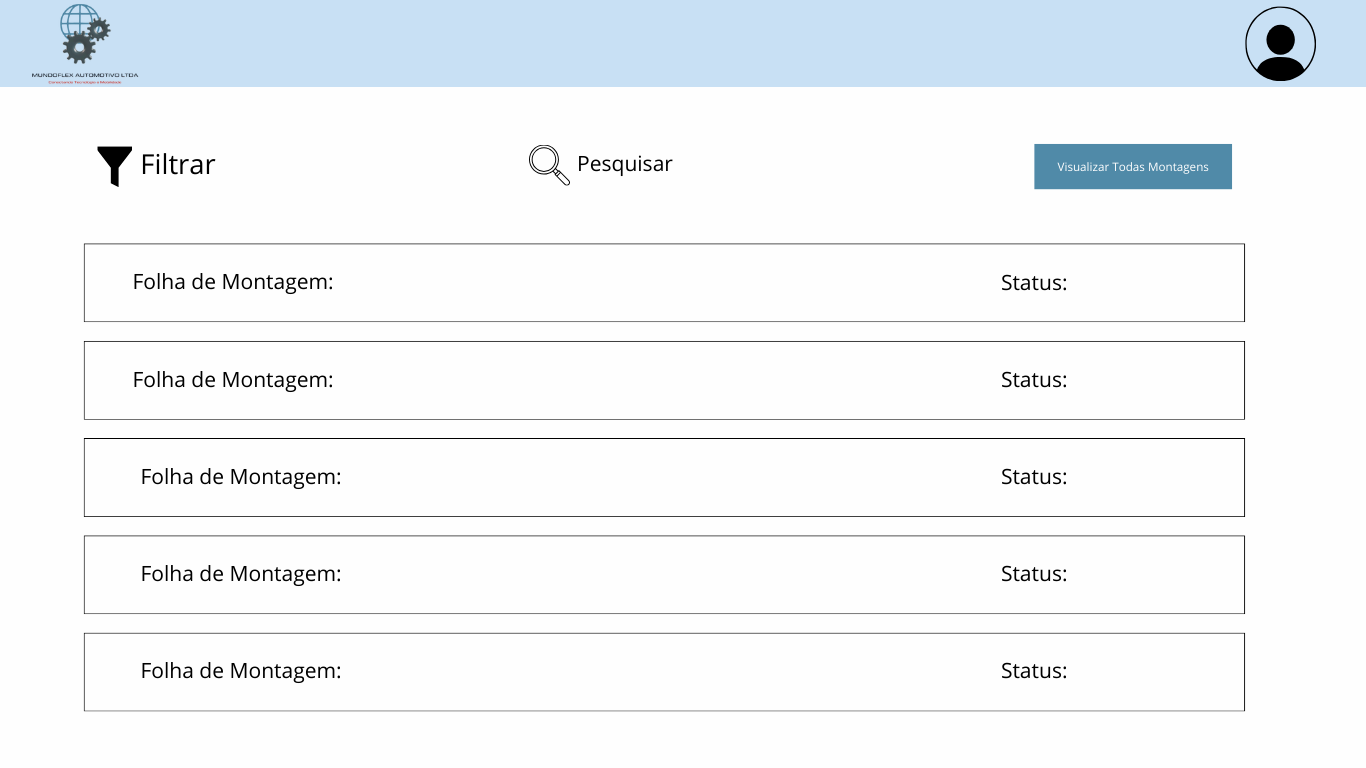 MUNDOFLEX AUTOMOTIVO LTDA
Filtrar
Pesquisar
Visualizar Todas Montagens
Folha de Montagem:
Status:
Folha de Montagem:
Status:
Folha de Montagem:
Status:
Folha de Montagem:
Status:
Folha de Montagem:
Status: